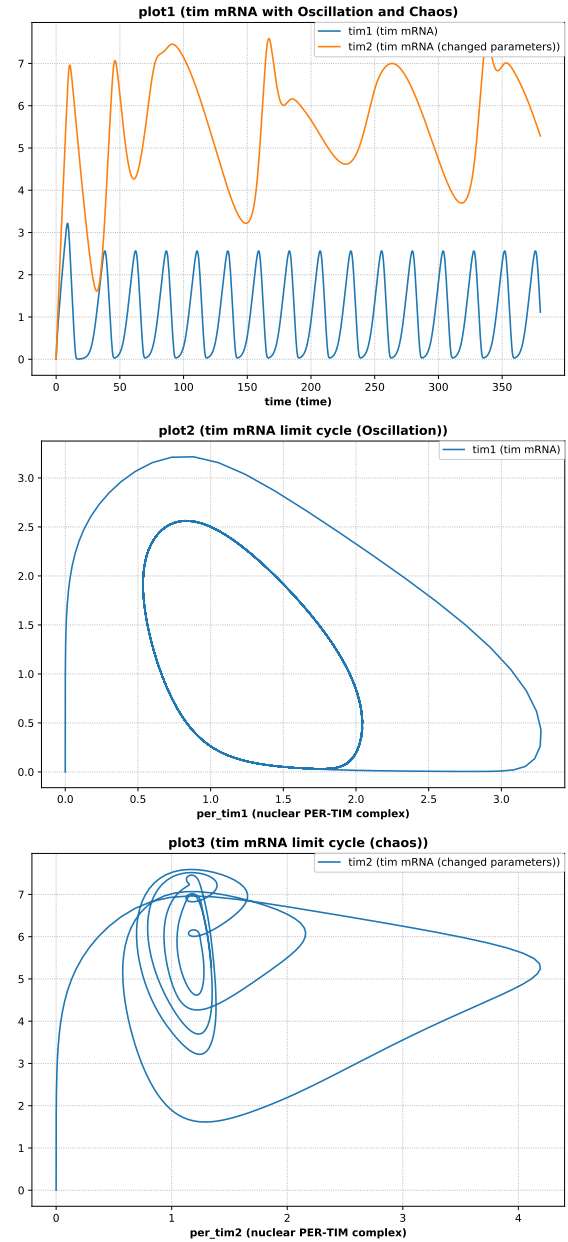 plot1 (tim mRNA with Oscillation and Chaos)
tim1 (tim mRNA)
tim2 (tim mRNA (changed parameters))
7
6
5
4
3
2
1
0
0 50 100 150 200 250 300 350
time (time)
plot2 (tim mRNA limit cycle (Oscillation))
tim1 (tim mRNA)
3.0
2.5
2.0
1.5
1.0
0.5
0.0
0.0 0.5 1.0 1.5 2.0 2.5 3.0
per_tim1 (nuclear PER-TIM complex)
plot3 (tim mRNA limit cycle (chaos))
tim2 (tim mRNA (changed parameters))
7
6
5
4
3
2
1
0
0 1 2 3 4
per_tim2 (nuclear PER-TIM complex)